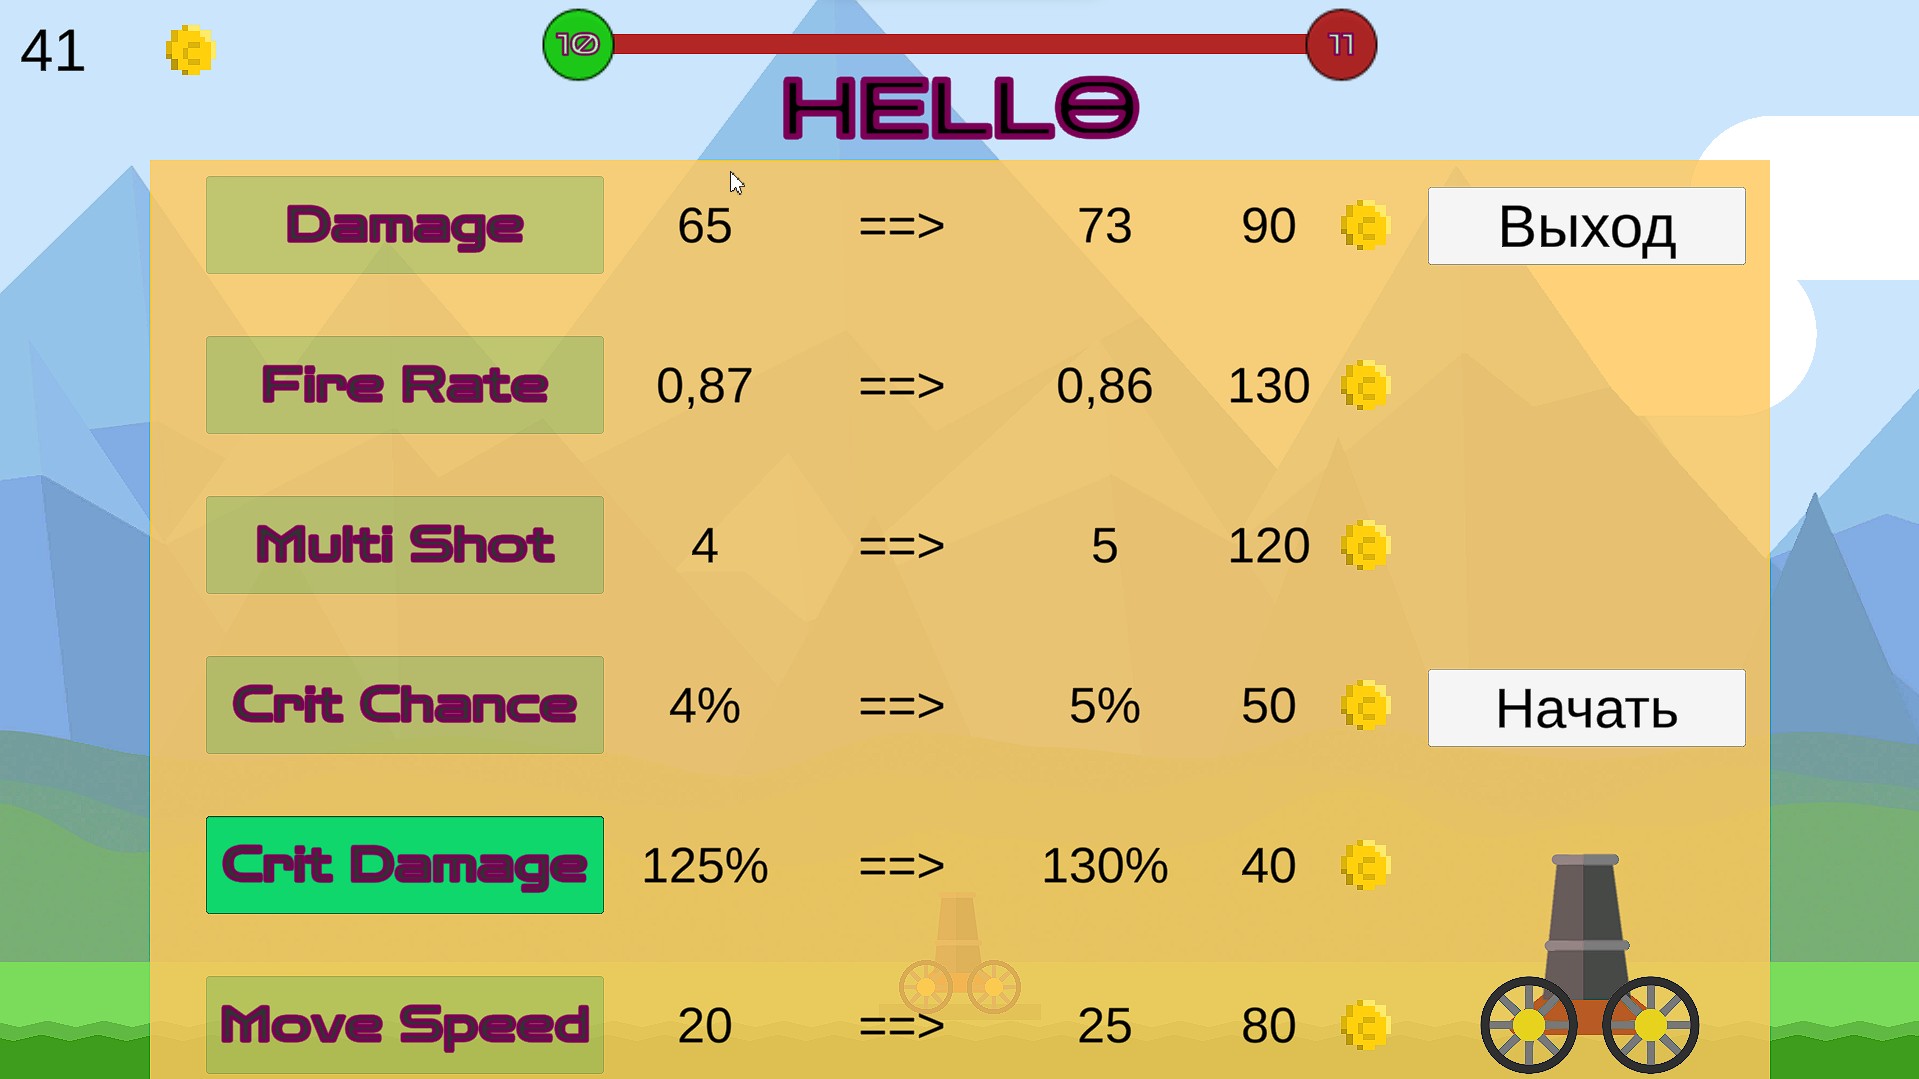 41
10 11
HELLO
Damage 65 ==> 73 90 Выход
Fire Rate 0,87 ==> 0,86 130
Multi Shot 4 ==> 5 120
Crit Chance 4% ==> 5% 50 Начать
Crit Damage 125% ==> 130% 40
Move Speed 20 ==> 25 80